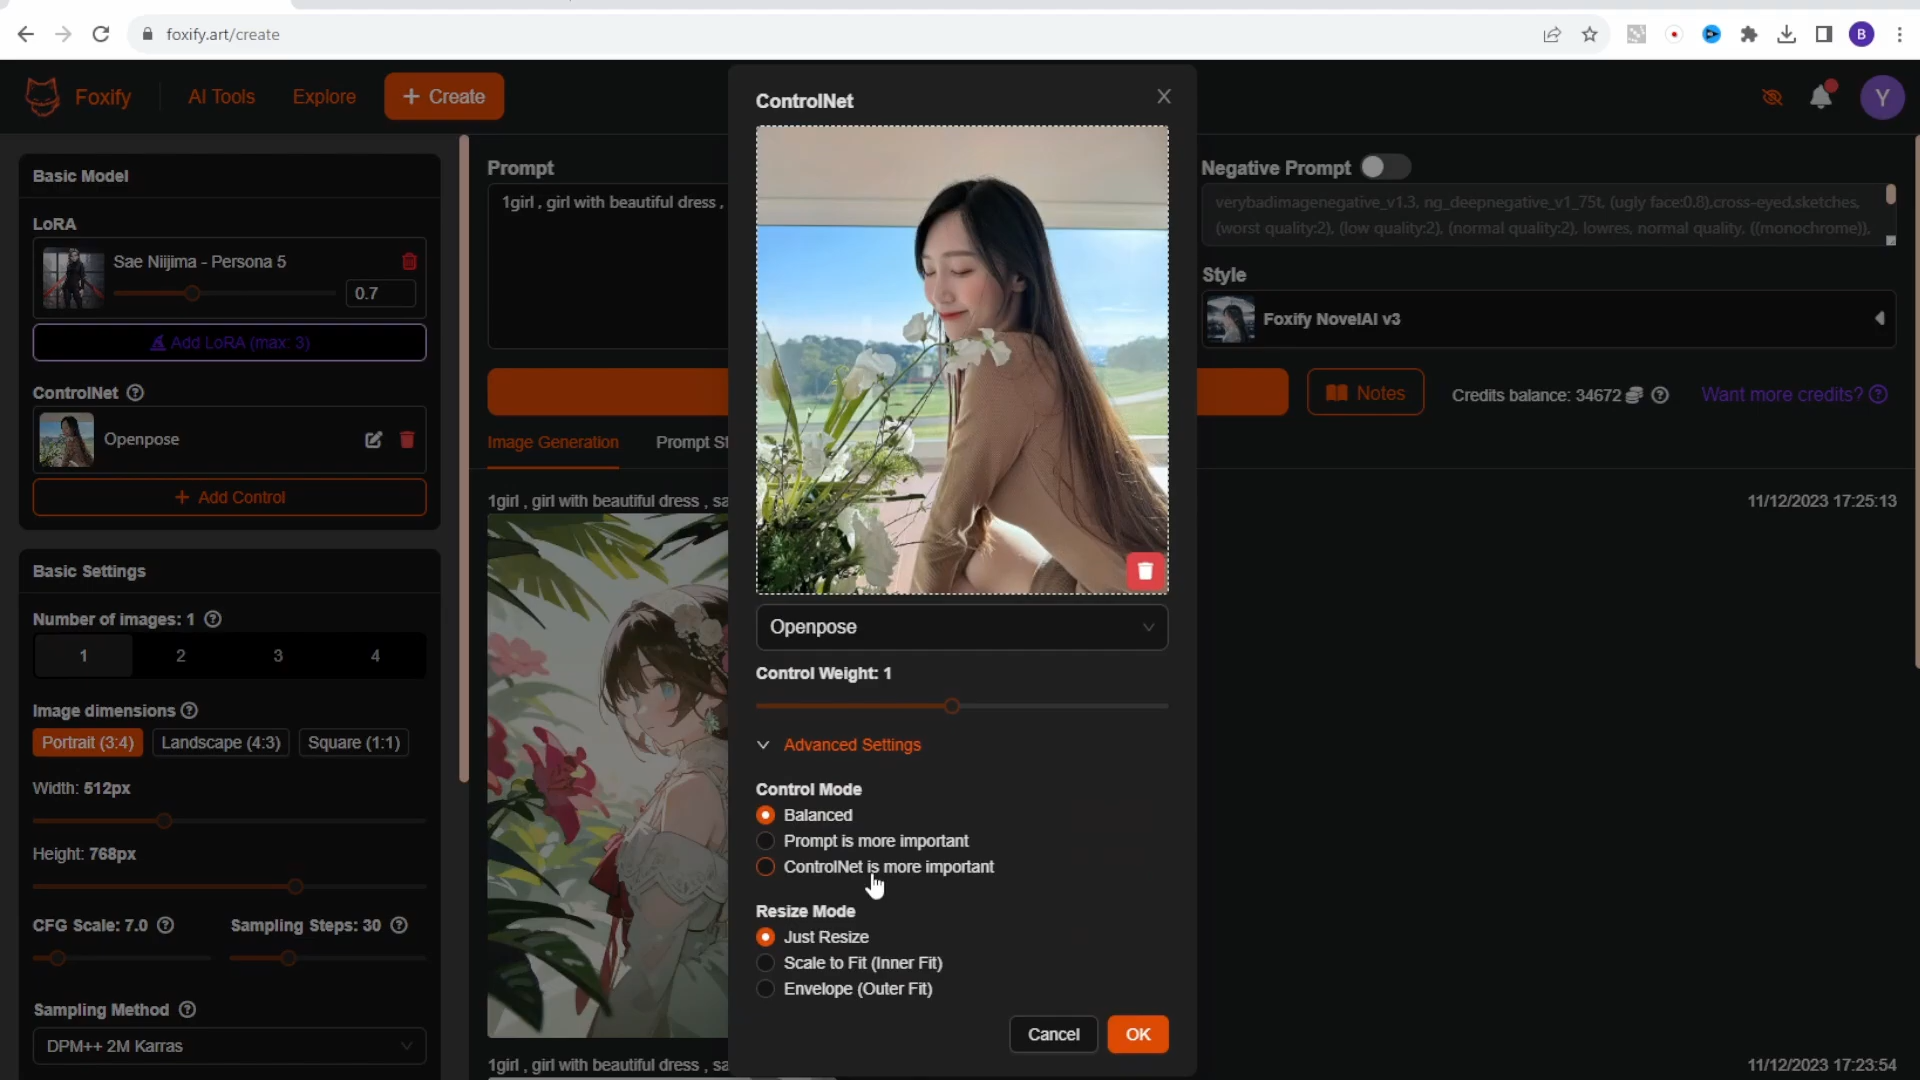 foxify.art/create
B
Foxify
AI Tools
Explore
+ Create
Y
Basic Model
LoRA
Sae Niijima - Persona 5
0.7
Add LoRA (max: 3)
ControlNet
Openpose
+ Add Control
Basic Settings
Number of images: 1
1 2 3 4
Image dimensions
Portrait (3:4) Landscape (4:3) Square (1:1)
Width: 512px
Height: 768px
CFG Scale: 7.0 Sampling Steps: 30
Sampling Method
DPM++ 2M Karras
Prompt
1girl , girl with beautiful dress ,
Image Generation
Prompt
1girl , girl with beautiful dress ,
1girl , girl with beautiful dress ,
ControlNet
Openpose
Control Weight: 1
Advanced Settings
Control Mode
Balanced
Prompt is more important
ControlNet is more important
Resize Mode
Just Resize
Scale to Fit (Inner Fit)
Envelope (Outer Fit)
Cancel OK
Negative Prompt
verybadimagenegative_v1.3, ng_deepnegative_v1_75t, (ugly face:0.8),cross-eyed,sketches,
(worst quality:2), (low quality:2), (normal quality:2), lowres, normal quality, ((monochrome)),
Style
Foxify NovelAI v3
Notes
Credits balance: 34672
Want more credits?
11/12/2023 17:25:13
11/12/2023 17:23:54